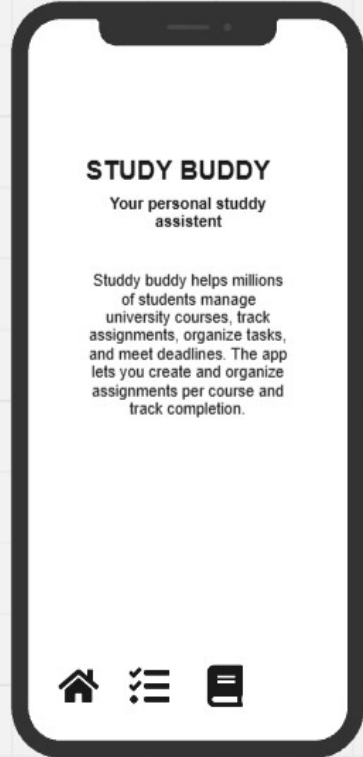 STUDY BUDDY
Your personal studdy
assistent
Studdy buddy helps millions
of students manage
university courses, track
assignments, organize tasks,
and meet deadlines. The app
lets you create and organize
assignments per course and
track completion.